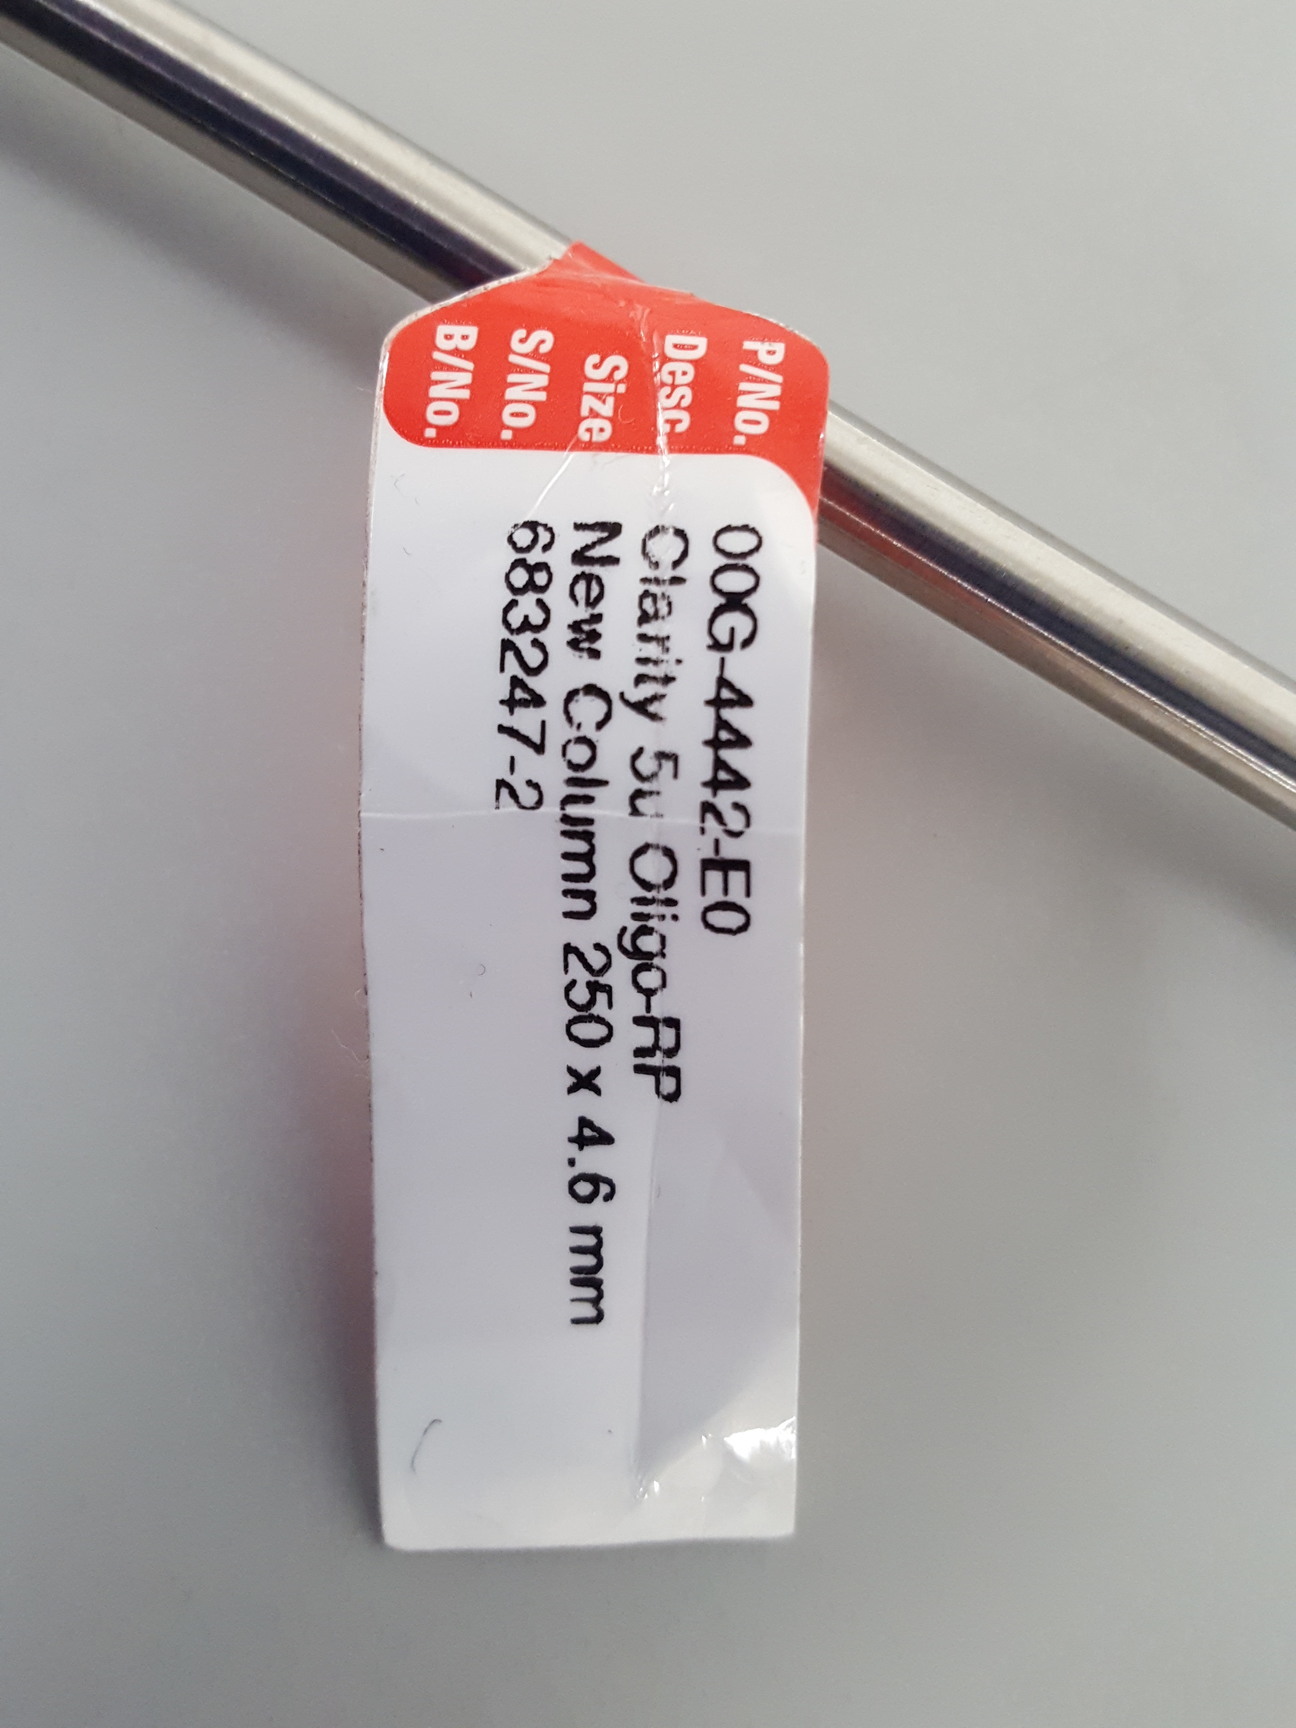 P/No. 00G-4442-E0
Desc. Clarity 5u Oligo-RP
Size New Column 250 x 4.6 mm
S/No. 683247-2
B/No.